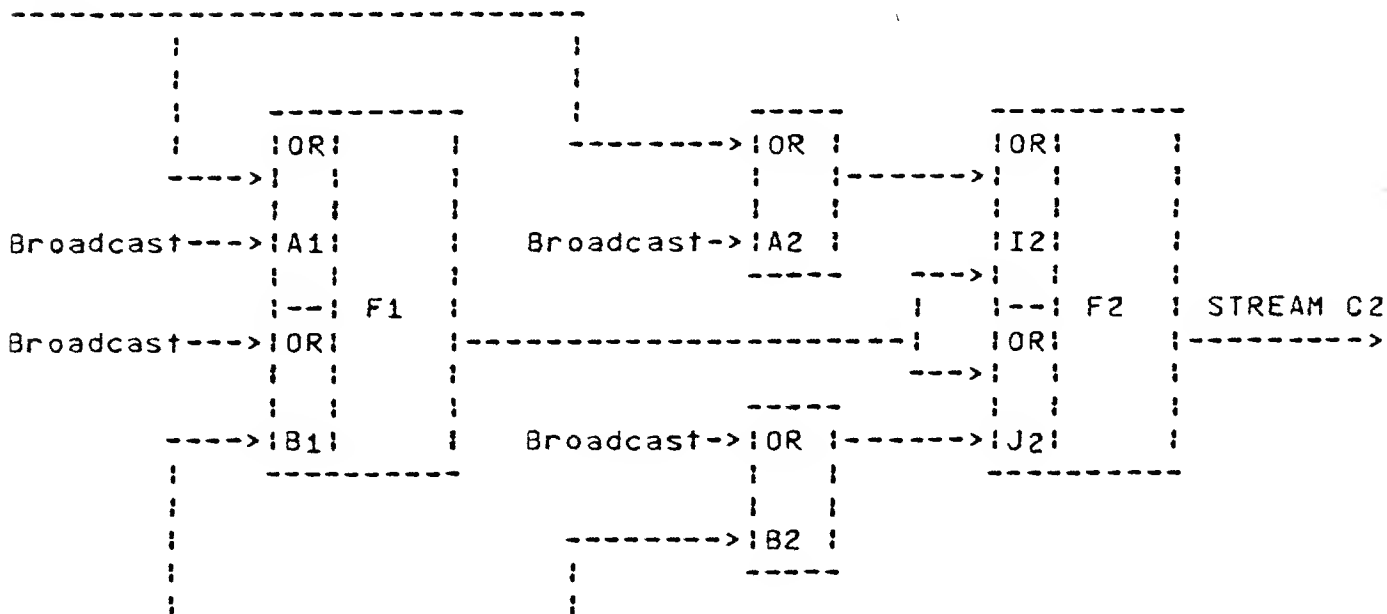 OR OR OR
Broadcast A1 Broadcast A2 I2
F1 F2 STREAM C2
Broadcast OR OR
B1 Broadcast OR J2
B2